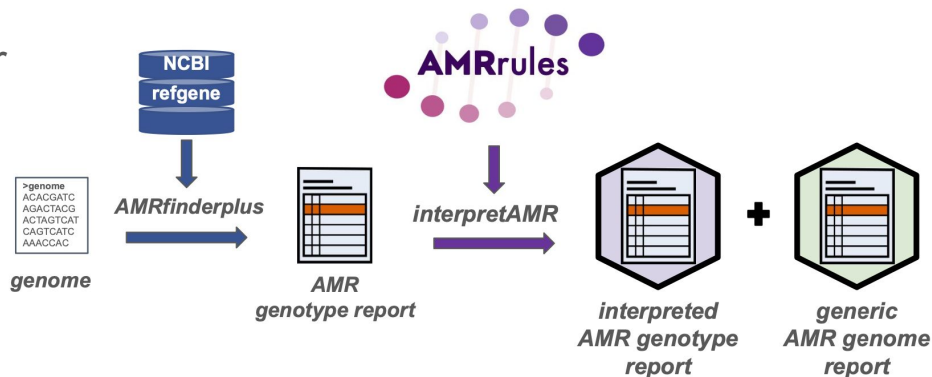 NCBI
refgene
AMRrules
>genome
ACACGATC
AGACTACG
ACTAGTCAT
CAGTCATC
AAACCAC
AMRfinderplus
interpretAMR
genome
AMR
genotype report
interpreted
AMR genotype
report
generic
AMR genome
report